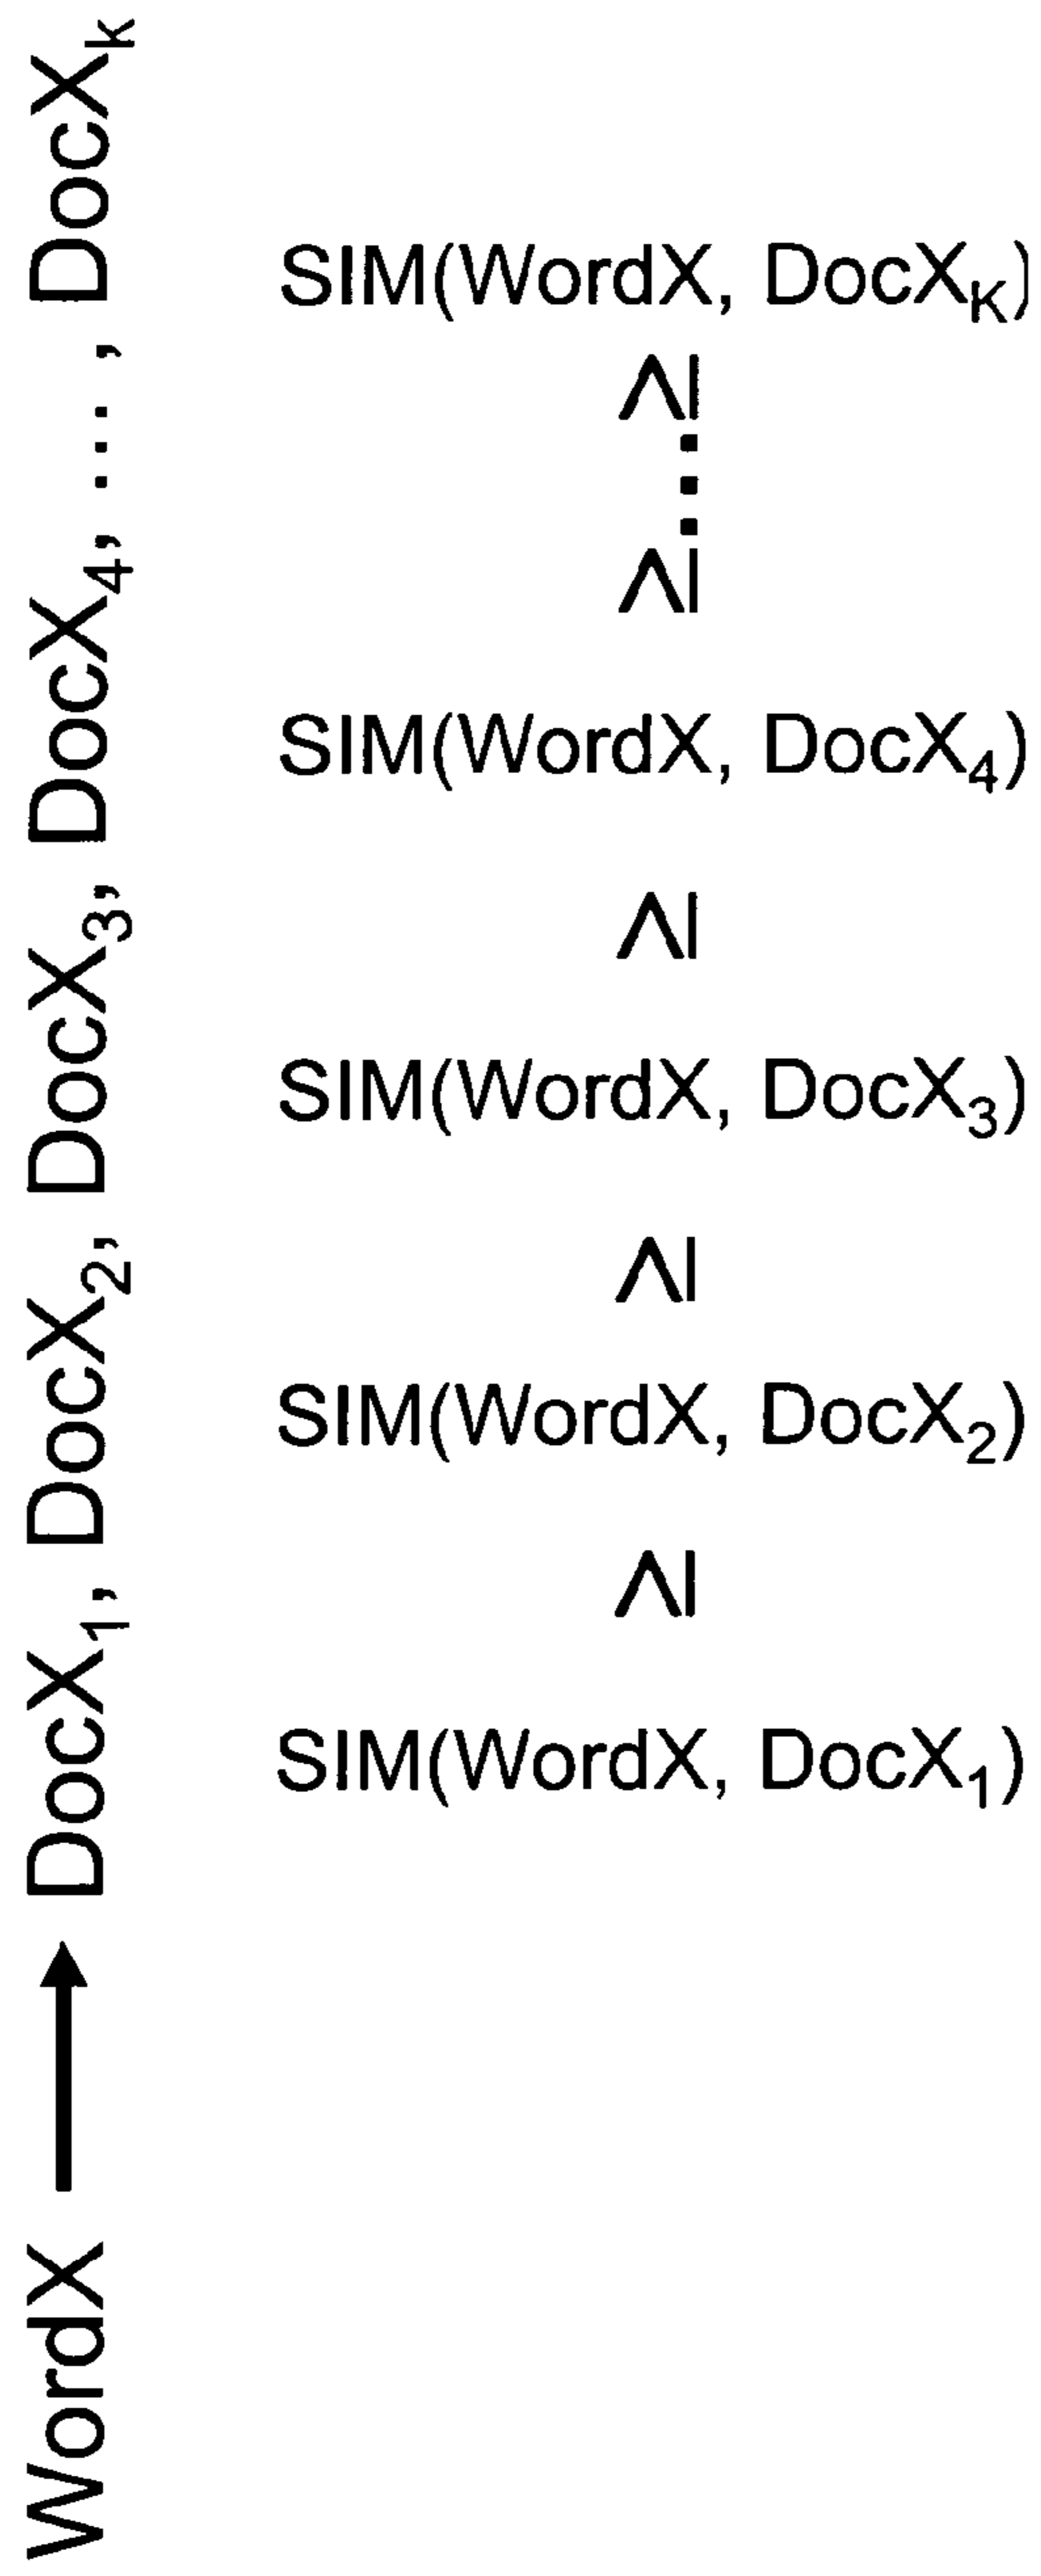 WordX → DocX₁, DocX₂, DocX₃, DocX₄, ... , DocXₖ
SIM(WordX, DocX₁)
≥
SIM(WordX, DocX₂)
≥
SIM(WordX, DocX₃)
≥
SIM(WordX, DocX₄)
≥ ... ≥
SIM(WordX, DocX_K)